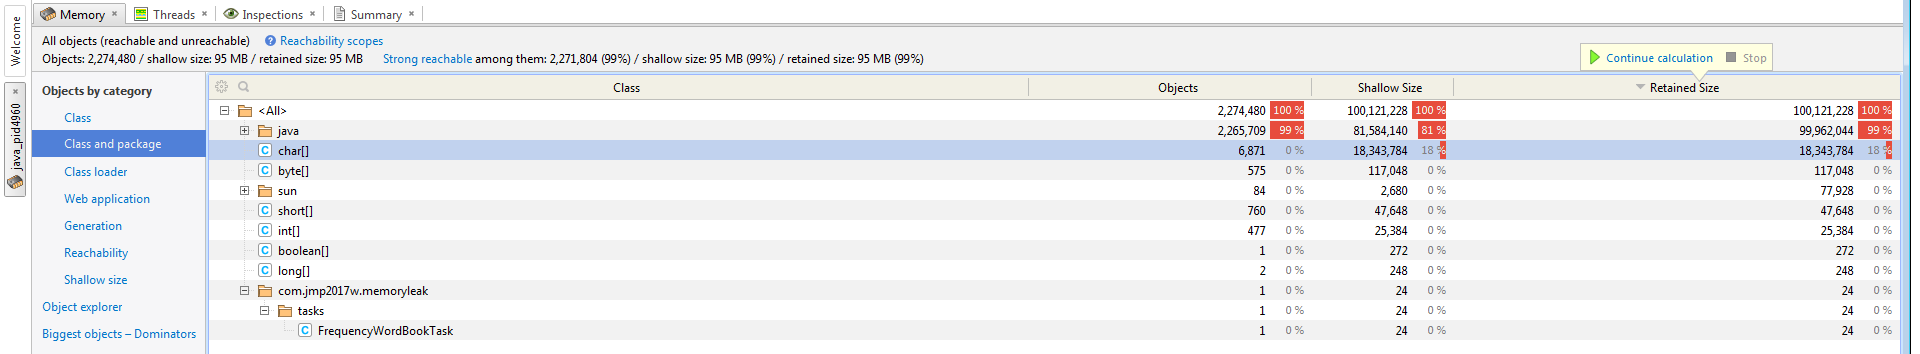 Welcome
java_pid4960
Memory × Threads × Inspections × Summary ×
All objects (reachable and unreachable) Reachability scopes
Objects: 2,274,480 / shallow size: 95 MB / retained size: 95 MB Strong reachable among them: 2,271,804 (99%) / shallow size: 95 MB (99%) / retained size: 95 MB (99%)
Continue calculation Stop
Objects by category
Class
Class and package
Class loader
Web application
Generation
Reachability
Shallow size
Object explorer
Biggest objects – Dominators
Class Objects Shallow Size Retained Size
<All> 2,274,480 100 % 100,121,228 100 % 100,121,228 100 %
java 2,265,709 99 % 81,584,140 81 % 99,962,044 99 %
char[] 6,871 0 % 18,343,784 18 % 18,343,784 18 %
byte[] 575 0 % 117,048 0 % 117,048 0 %
sun 84 0 % 2,680 0 % 77,928 0 %
short[] 760 0 % 47,648 0 % 47,648 0 %
int[] 477 0 % 25,384 0 % 25,384 0 %
boolean[] 1 0 % 272 0 % 272 0 %
long[] 2 0 % 248 0 % 248 0 %
com.jmp2017w.memoryleak 1 0 % 24 0 % 24 0 %
tasks 1 0 % 24 0 % 24 0 %
FrequencyWordBookTask 1 0 % 24 0 % 24 0 %